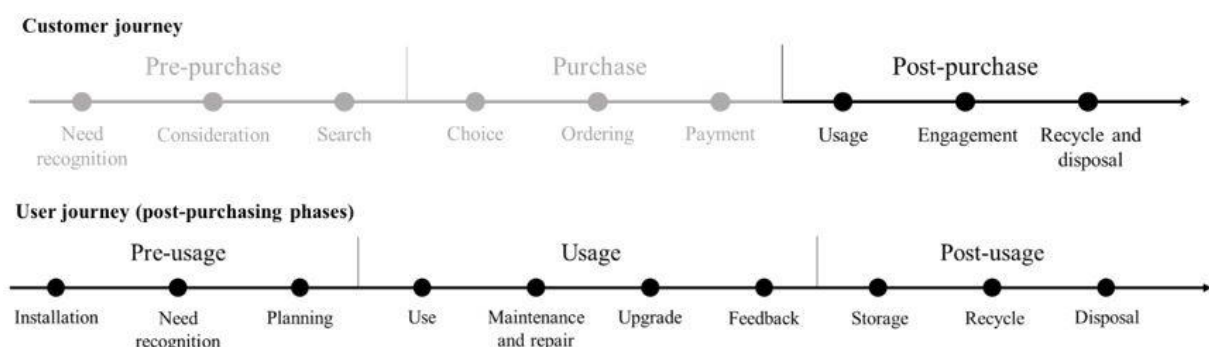 Customer journey
Pre-purchase Purchase Post-purchase
Need recognition Consideration Search Choice Ordering Payment Usage Engagement Recycle and disposal
User journey (post-purchasing phases)
Pre-usage Usage Post-usage
Installation Need recognition Planning Use Maintenance and repair Upgrade Feedback Storage Recycle Disposal